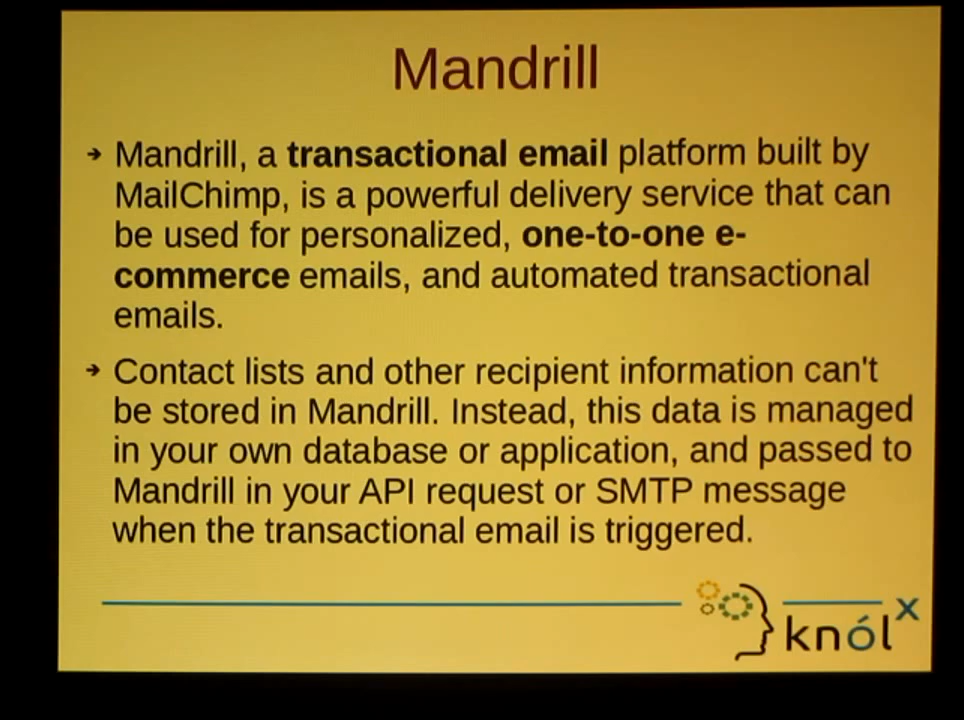 Mandrill
➔ Mandrill, a transactional email platform built by
MailChimp, is a powerful delivery service that can
be used for personalized, one-to-one e-
commerce emails, and automated transactional
emails.
➔ Contact lists and other recipient information can't
be stored in Mandrill. Instead, this data is managed
in your own database or application, and passed to
Mandrill in your API request or SMTP message
when the transactional email is triggered.
knól x